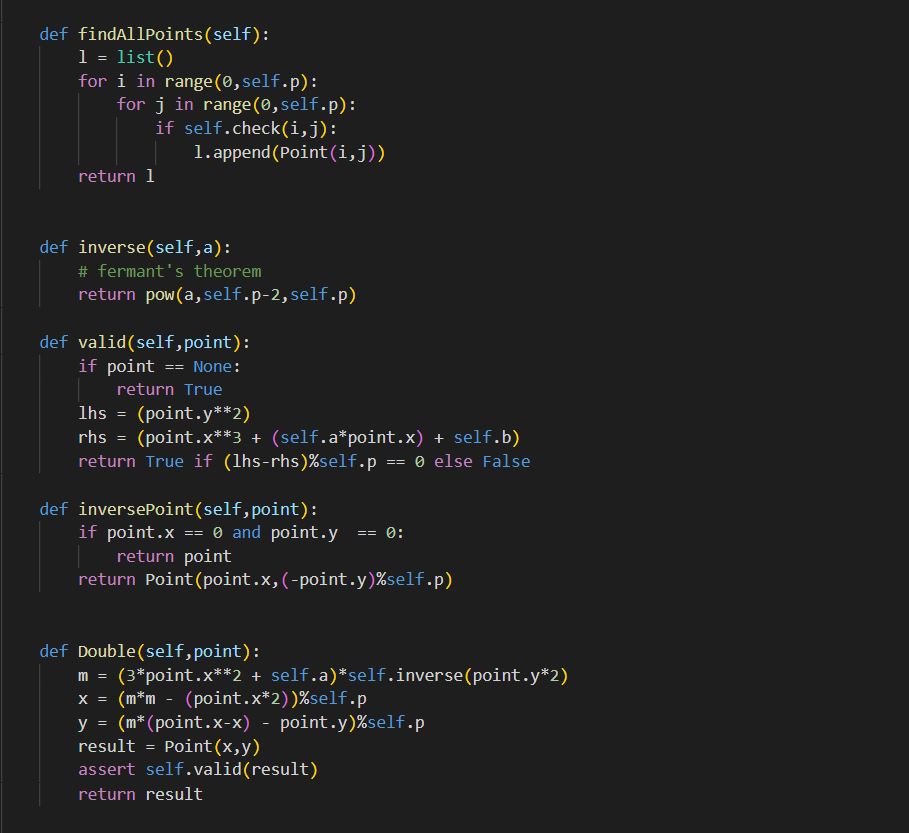 def findAllPoints(self):
    l = list()
    for i in range(0,self.p):
        for j in range(0,self.p):
            if self.check(i,j):
                l.append(Point(i,j))
    return l
def inverse(self,a):
    # fermant's theorem
    return pow(a,self.p-2,self.p)
def valid(self,point):
    if point == None:
        return True
    lhs = (point.y**2)
    rhs = (point.x**3 + (self.a*point.x) + self.b)
    return True if (lhs-rhs)%self.p == 0 else False
def inversePoint(self,point):
    if point.x == 0 and point.y  == 0:
        return point
    return Point(point.x,(-point.y)%self.p)
def Double(self,point):
    m = (3*point.x**2 + self.a)*self.inverse(point.y*2)
    x = (m*m - (point.x*2))%self.p
    y = (m*(point.x-x) - point.y)%self.p
    result = Point(x,y)
    assert self.valid(result)
    return result